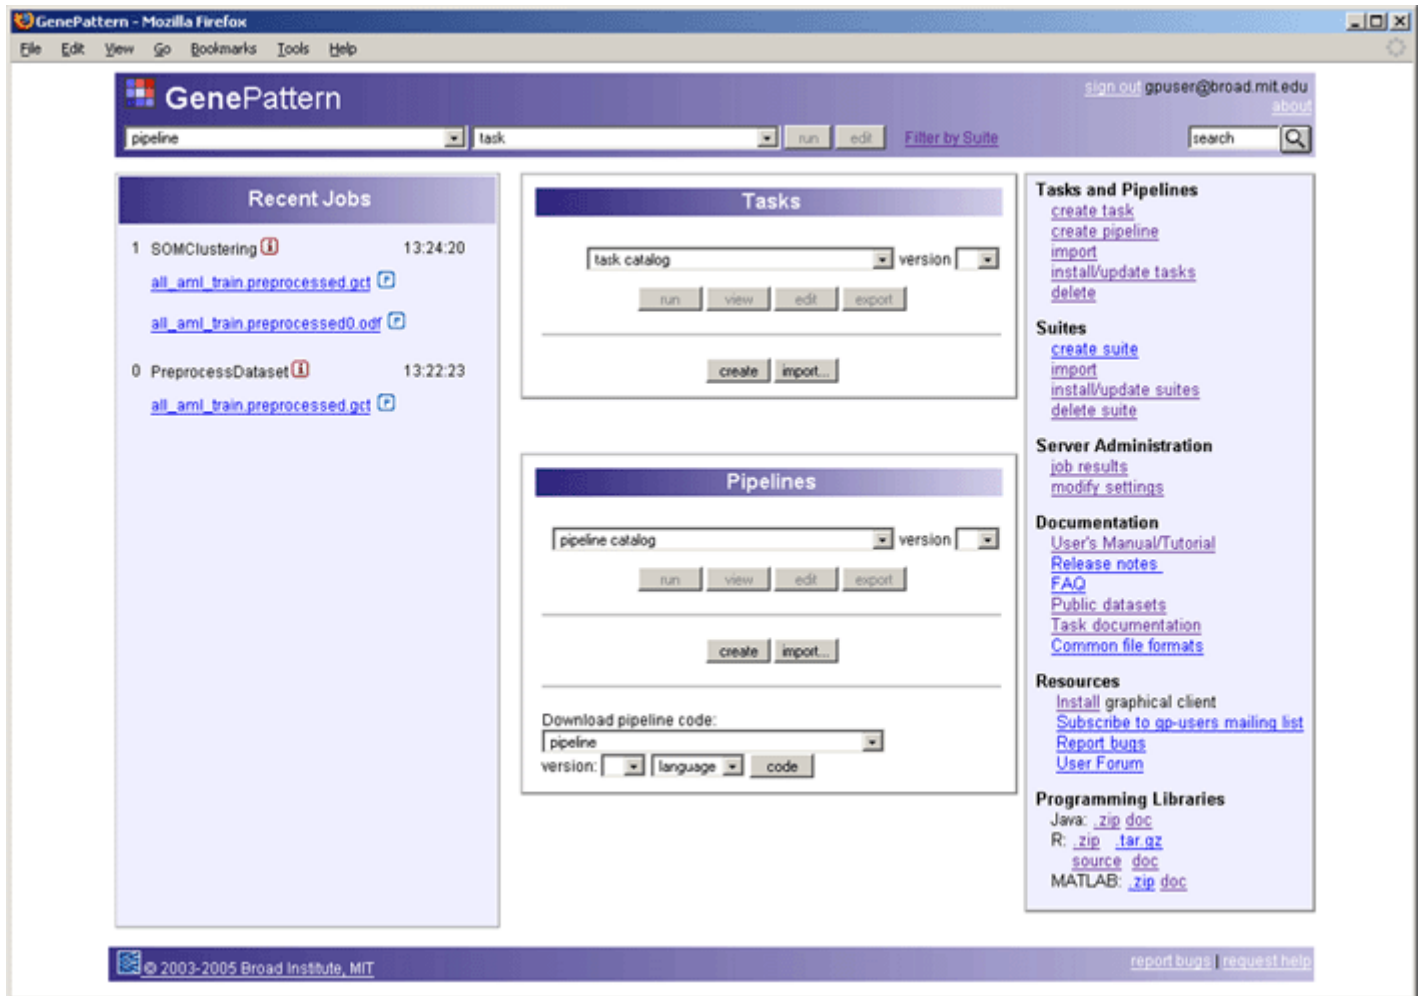 GenePattern - Mozilla Firefox
File Edit View Go Bookmarks Tools Help
GenePattern
sign out gpuser@broad.mit.edu
about
pipeline task run edit Filter by Suite search
Recent Jobs
1 SOMClustering i 13:24:20
all_aml_train.preprocessed.gct P
all_aml_train.preprocessed0.odf P
0 PreprocessDataset i 13:22:23
all_aml_train.preprocessed.gct P
Tasks
task catalog version
run view edit export
create import...
Pipelines
pipeline catalog version
run view edit export
create import...
Download pipeline code:
pipeline
version: language code
Tasks and Pipelines
create task
create pipeline
import
install/update tasks
delete
Suites
create suite
import
install/update suites
delete suite
Server Administration
job results
modify settings
Documentation
User's Manual/Tutorial
Release notes
FAQ
Public datasets
Task documentation
Common file formats
Resources
Install graphical client
Subscribe to gp-users mailing list
Report bugs
User Forum
Programming Libraries
Java: .zip doc
R: .zip .tar.gz
source doc
MATLAB: .zip doc
© 2003-2005 Broad Institute, MIT
report bugs | request help